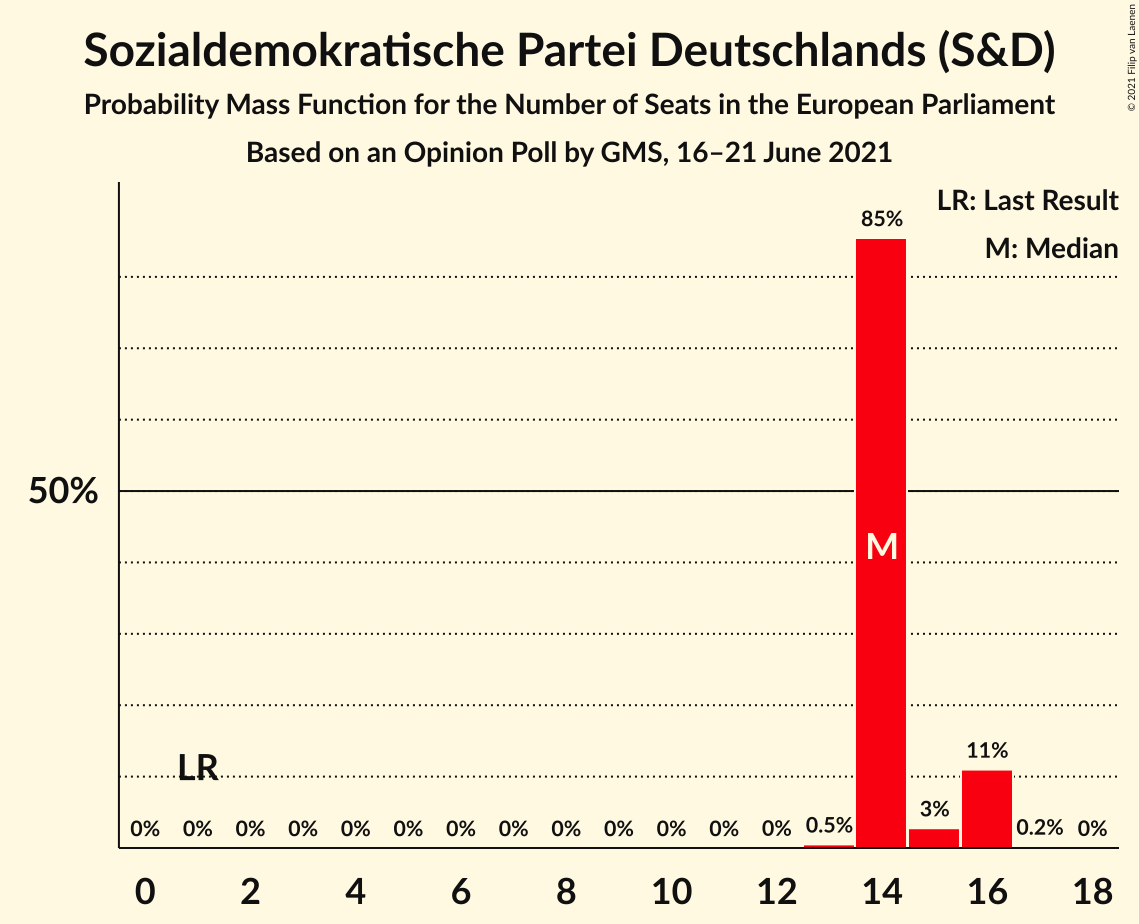 Sozialdemokratische Partei Deutschlands (S&D)
Probability Mass Function for the Number of Seats in the European Parliament
Based on an Opinion Poll by GMS, 16–21 June 2021
© 2021 Filip van Laenen
LR: Last Result
M: Median
85%
50%
M
LR
11%
3%
0% 0% 0% 0% 0% 0% 0% 0% 0% 0% 0% 0% 0% 0.5% 0.2% 0%
0 2 4 6 8 10 12 14 16 18